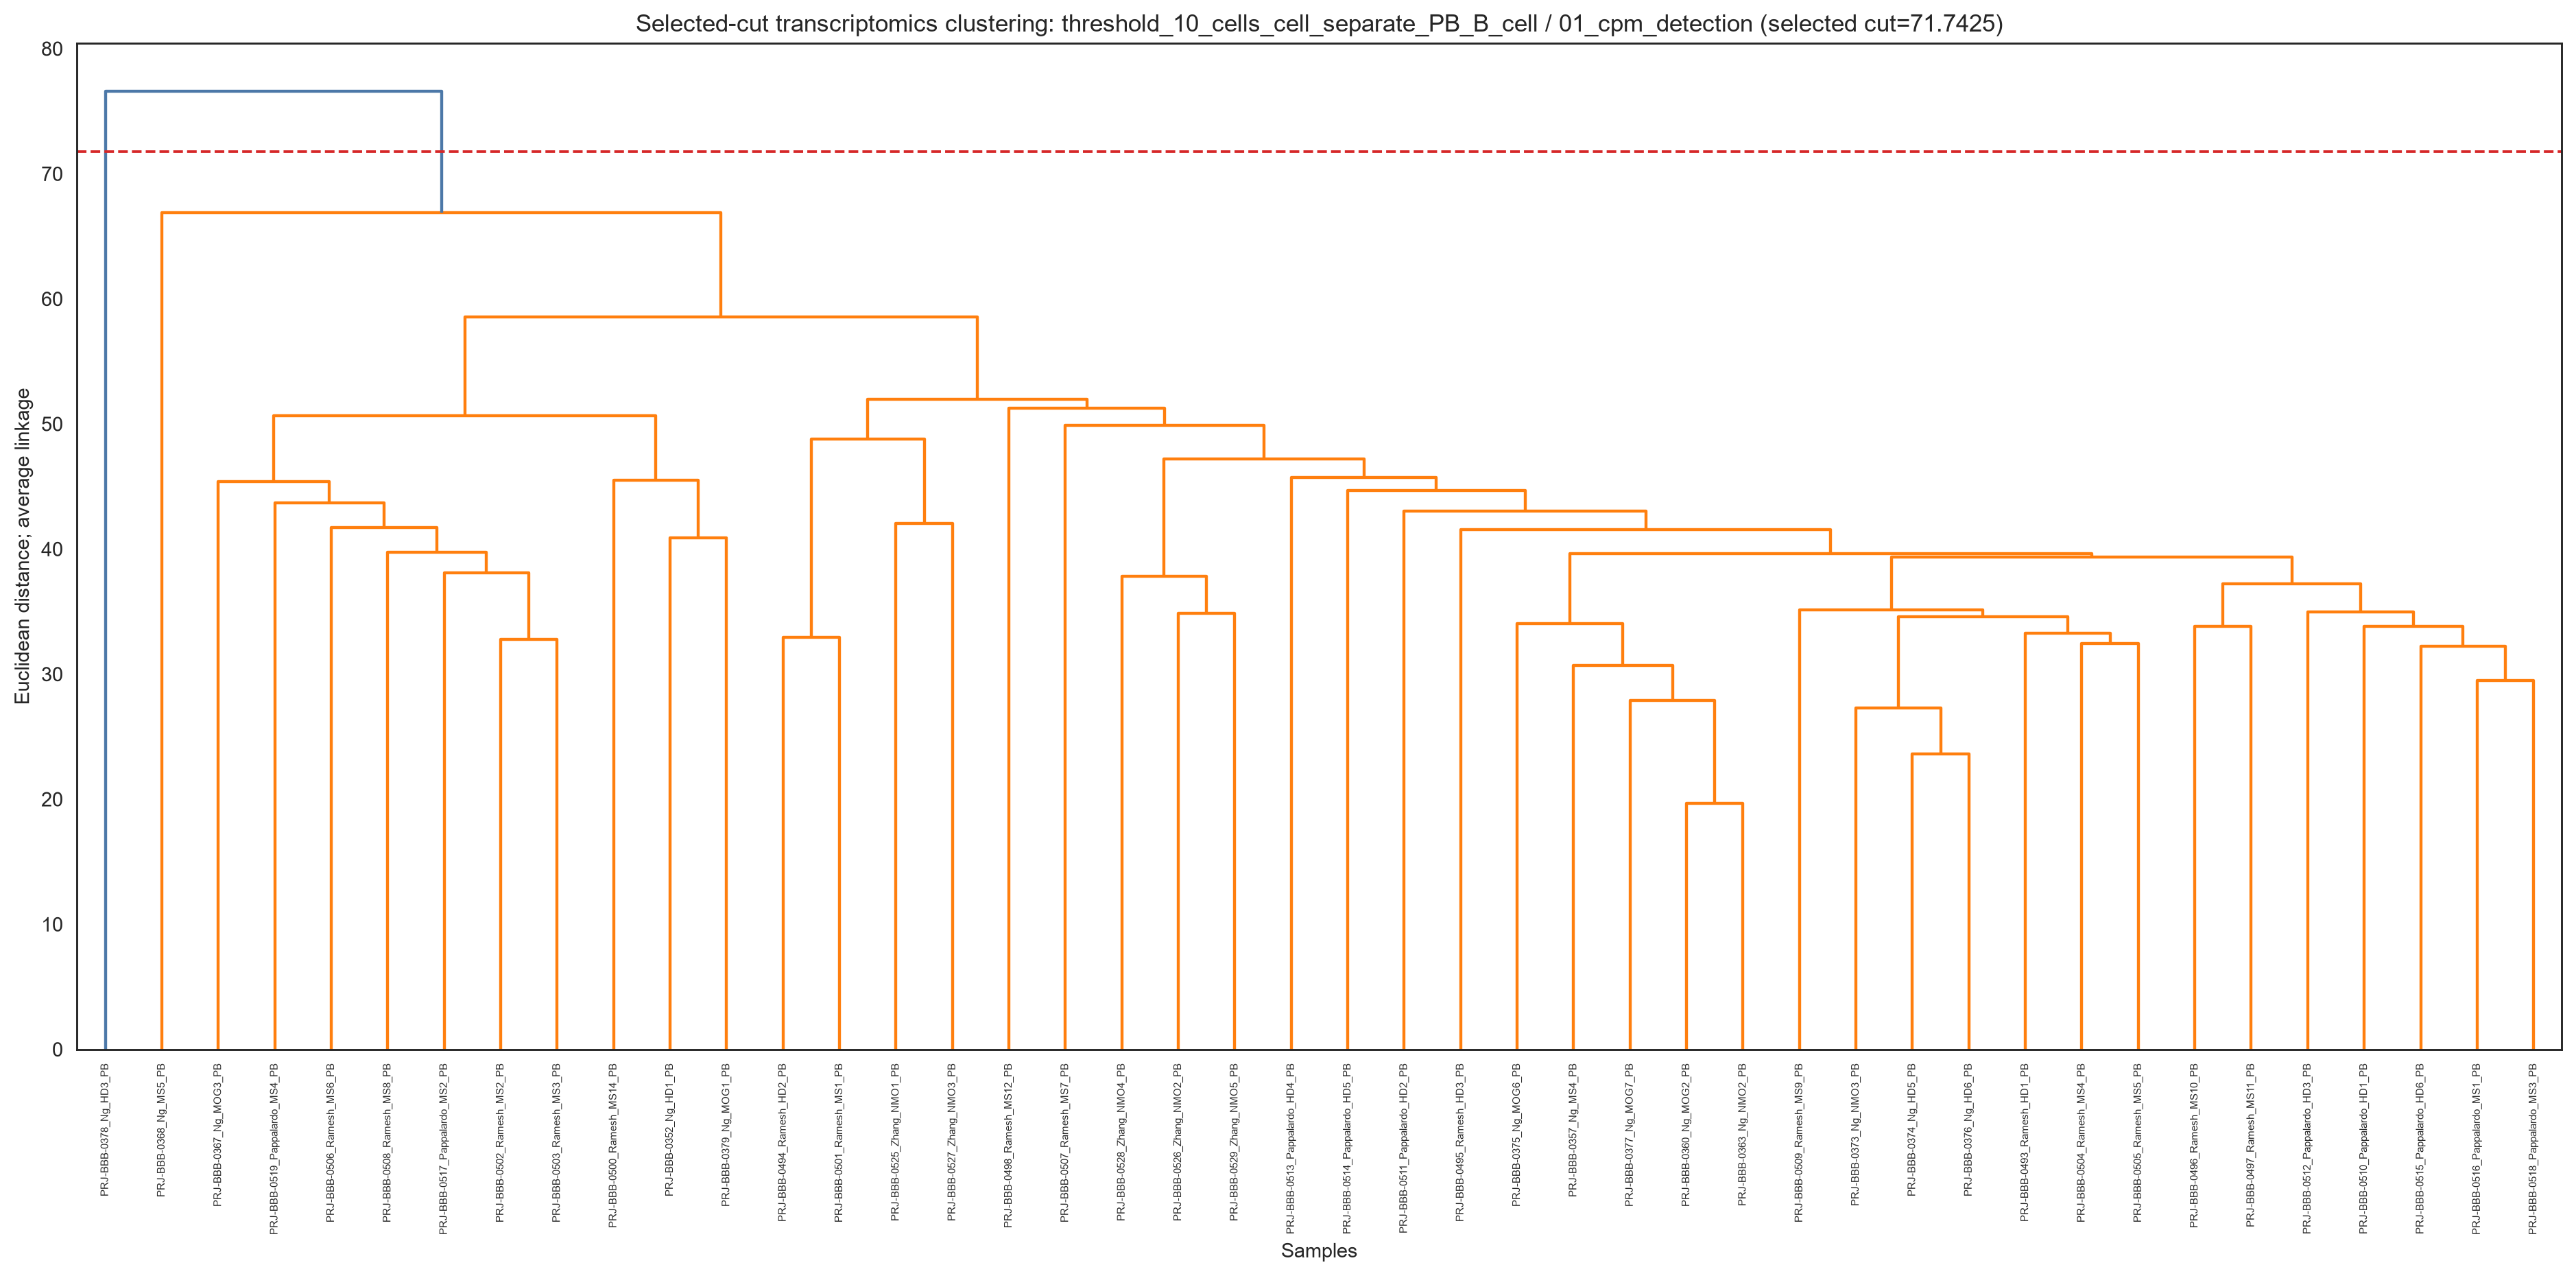 Selected-cut transcriptomics clustering: threshold_10_cells_cell_separate_PB_B_cell / 01_cpm_detection (selected cut=71.7425)
80
70
60
50
40
30
20
10
0
Euclidean distance; average linkage
PRJ-BBB-0378_Ng_HD3_PB
PRJ-BBB-0368_Ng_MS5_PB
PRJ-BBB-0367_Ng_MOG3_PB
PRJ-BBB-0519_Pappalardo_MS4_PB
PRJ-BBB-0506_Ramesh_MS6_PB
PRJ-BBB-0508_Ramesh_MS8_PB
PRJ-BBB-0517_Pappalardo_MS2_PB
PRJ-BBB-0502_Ramesh_MS2_PB
PRJ-BBB-0503_Ramesh_MS3_PB
PRJ-BBB-0500_Ramesh_MS14_PB
PRJ-BBB-0352_Ng_HD1_PB
PRJ-BBB-0379_Ng_MOG1_PB
PRJ-BBB-0494_Ramesh_HD2_PB
PRJ-BBB-0501_Ramesh_MS1_PB
PRJ-BBB-0525_Zhang_NMO1_PB
PRJ-BBB-0527_Zhang_NMO3_PB
PRJ-BBB-0498_Ramesh_MS12_PB
PRJ-BBB-0507_Ramesh_MS7_PB
PRJ-BBB-0528_Zhang_NMO4_PB
PRJ-BBB-0526_Zhang_NMO2_PB
PRJ-BBB-0529_Zhang_NMO5_PB
PRJ-BBB-0513_Pappalardo_HD4_PB
PRJ-BBB-0514_Pappalardo_HD5_PB
PRJ-BBB-0511_Pappalardo_HD2_PB
PRJ-BBB-0495_Ramesh_HD3_PB
PRJ-BBB-0375_Ng_MOG6_PB
PRJ-BBB-0357_Ng_MS4_PB
PRJ-BBB-0377_Ng_MOG7_PB
PRJ-BBB-0360_Ng_MOG2_PB
PRJ-BBB-0363_Ng_NMO2_PB
PRJ-BBB-0509_Ramesh_MS9_PB
PRJ-BBB-0373_Ng_NMO3_PB
PRJ-BBB-0374_Ng_HD5_PB
PRJ-BBB-0376_Ng_HD6_PB
PRJ-BBB-0493_Ramesh_HD1_PB
PRJ-BBB-0504_Ramesh_MS4_PB
PRJ-BBB-0505_Ramesh_MS5_PB
PRJ-BBB-0496_Ramesh_MS10_PB
PRJ-BBB-0497_Ramesh_MS11_PB
PRJ-BBB-0512_Pappalardo_HD3_PB
PRJ-BBB-0510_Pappalardo_HD1_PB
PRJ-BBB-0515_Pappalardo_HD6_PB
PRJ-BBB-0516_Pappalardo_MS1_PB
PRJ-BBB-0518_Pappalardo_MS3_PB
Samples